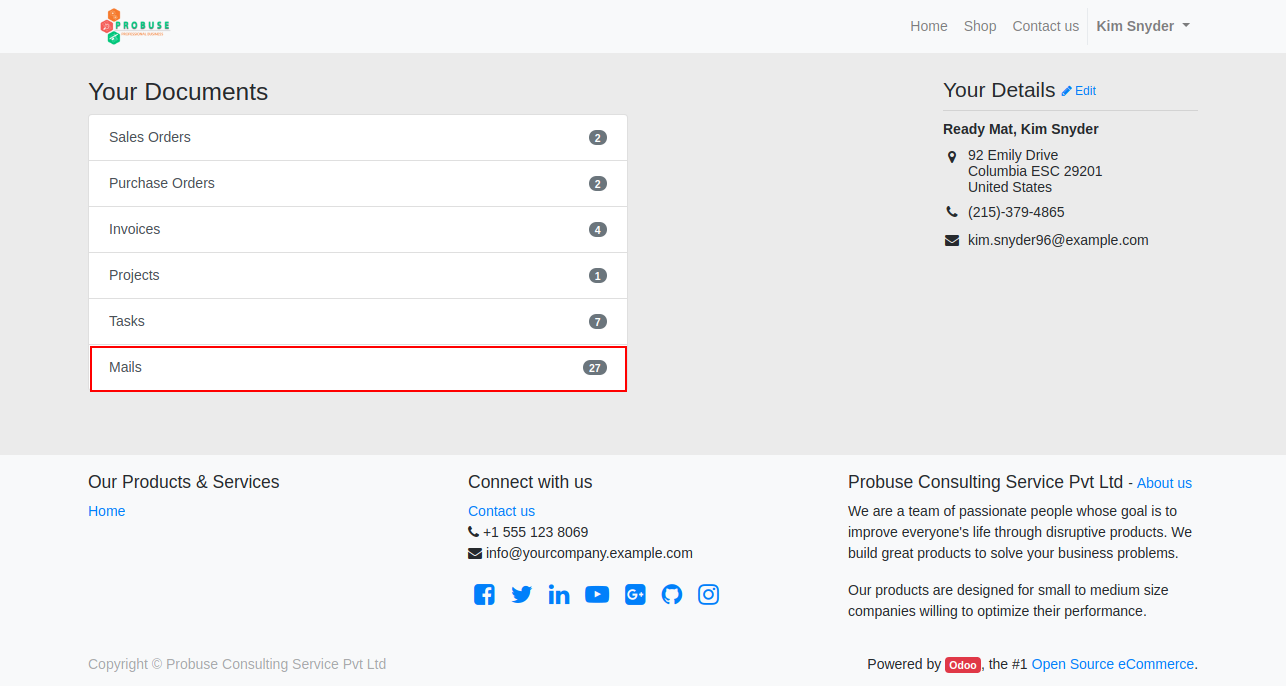 PROBUSE
Home Shop Contact us Kim Snyder
Your Documents
Sales Orders 2
Purchase Orders 2
Invoices 4
Projects 1
Tasks 7
Mails 27
Your Details Edit
Ready Mat, Kim Snyder
92 Emily Drive
Columbia ESC 29201
United States
(215)-379-4865
kim.snyder96@example.com
Our Products & Services
Home
Connect with us
Contact us
+1 555 123 8069
info@yourcompany.example.com
Probuse Consulting Service Pvt Ltd - About us
We are a team of passionate people whose goal is to
improve everyone's life through disruptive products. We
build great products to solve your business problems.
Our products are designed for small to medium size
companies willing to optimize their performance.
Copyright © Probuse Consulting Service Pvt Ltd
Powered by Odoo, the #1 Open Source eCommerce.